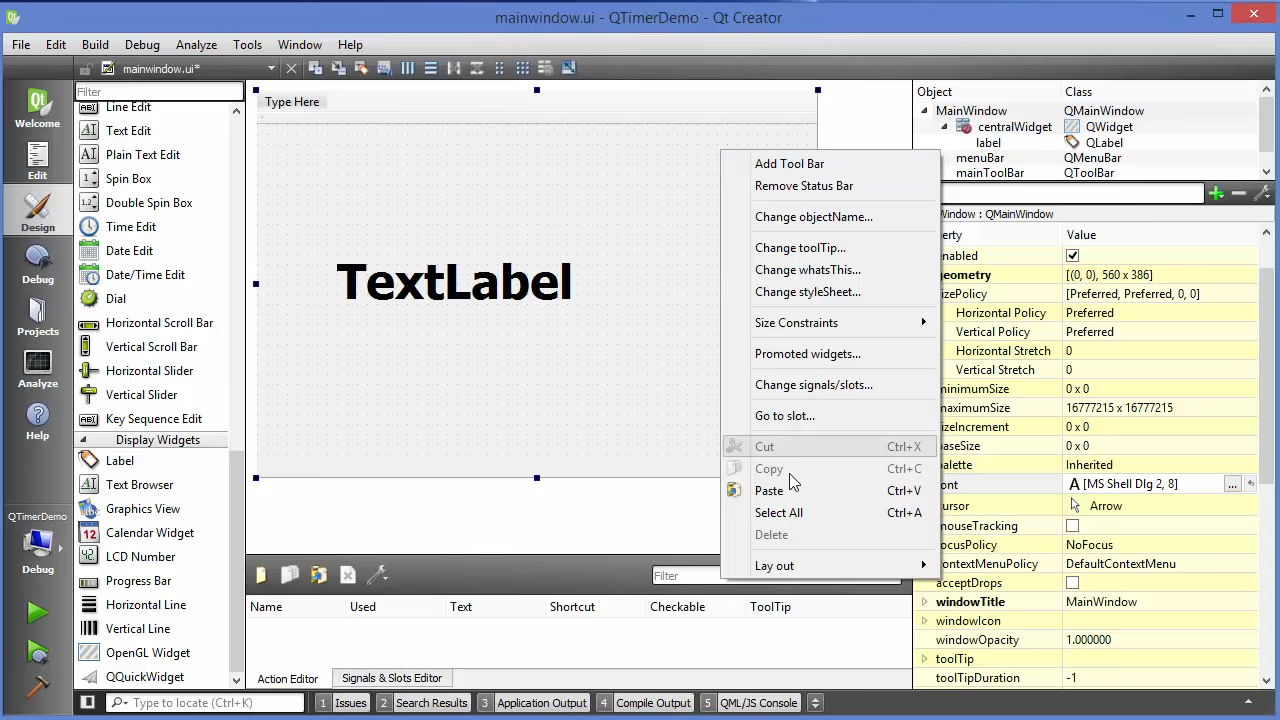 mainwindow.ui - QTimerDemo - Qt Creator
File Edit Build Debug Analyze Tools Window Help
mainwindow.ui*
Filter
Type Here
Object Class
MainWindow QMainWindow
centralWidget QWidget
label QLabel
menuBar QMenuBar
mainToolBar QToolBar
Welcome
Edit
Design
Debug
Projects
Analyze
Help
QTimerDemo
Debug
Line Edit
Text Edit
Plain Text Edit
Spin Box
Double Spin Box
Time Edit
Date Edit
Date/Time Edit
Dial
Horizontal Scroll Bar
Vertical Scroll Bar
Horizontal Slider
Vertical Slider
Key Sequence Edit
Display Widgets
Label
Text Browser
Graphics View
Calendar Widget
LCD Number
Progress Bar
Horizontal Line
Vertical Line
OpenGL Widget
QQuickWidget
TextLabel
Add Tool Bar
Remove Status Bar
Change objectName...
Change toolTip...
Change whatsThis...
Change styleSheet...
Size Constraints
Promoted widgets...
Change signals/slots...
Go to slot...
Cut Ctrl+X
Copy Ctrl+C
Paste Ctrl+V
Select All Ctrl+A
Delete
Lay out
Window : QMainWindow
erty Value
enabled
geometry [(0, 0), 560 x 386]
izePolicy [Preferred, Preferred, 0, 0]
Horizontal Policy Preferred
Vertical Policy Preferred
Horizontal Stretch 0
Vertical Stretch 0
minimumSize 0 x 0
maximumSize 16777215 x 16777215
izeIncrement 0 x 0
baseSize 0 x 0
palette Inherited
ont A [MS Shell Dlg 2, 8] ...
cursor Arrow
mouseTracking
ocusPolicy NoFocus
contextMenuPolicy DefaultContextMenu
acceptDrops
windowTitle MainWindow
windowIcon
windowOpacity 1.000000
toolTip
toolTipDuration -1
Filter
Name Used Text Shortcut Checkable ToolTip
Action Editor Signals & Slots Editor
Type to locate (Ctrl+K) 1 Issues 2 Search Results 3 Application Output 4 Compile Output 5 QML/JS Console